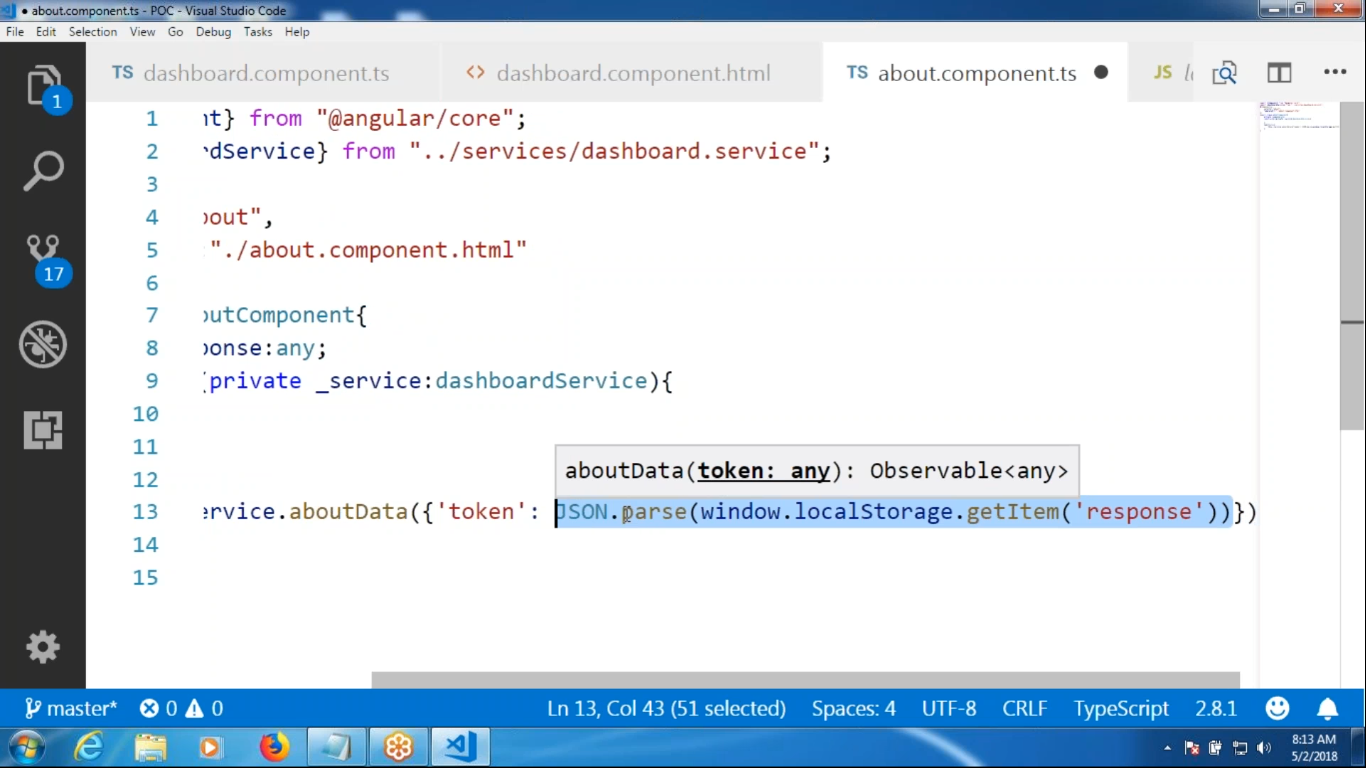 ● about.component.ts - POC - Visual Studio Code
File Edit Selection View Go Debug Tasks Help
TS dashboard.component.ts <> dashboard.component.html TS about.component.ts ● JS
1
17
1 nt} from "@angular/core";
2 rdService} from "../services/dashboard.service";
3
4 bout",
5 :"./about.component.html"
6
7 outComponent{
8 ponse:any;
9 (private _service:dashboardService){
10
11
12
aboutData(token: any): Observable<any>
13 ervice.aboutData({'token': JSON.parse(window.localStorage.getItem('response'))})
14
15
master* 0 0 Ln 13, Col 43 (51 selected) Spaces: 4 UTF-8 CRLF TypeScript 2.8.1
8:13 AM
5/2/2018